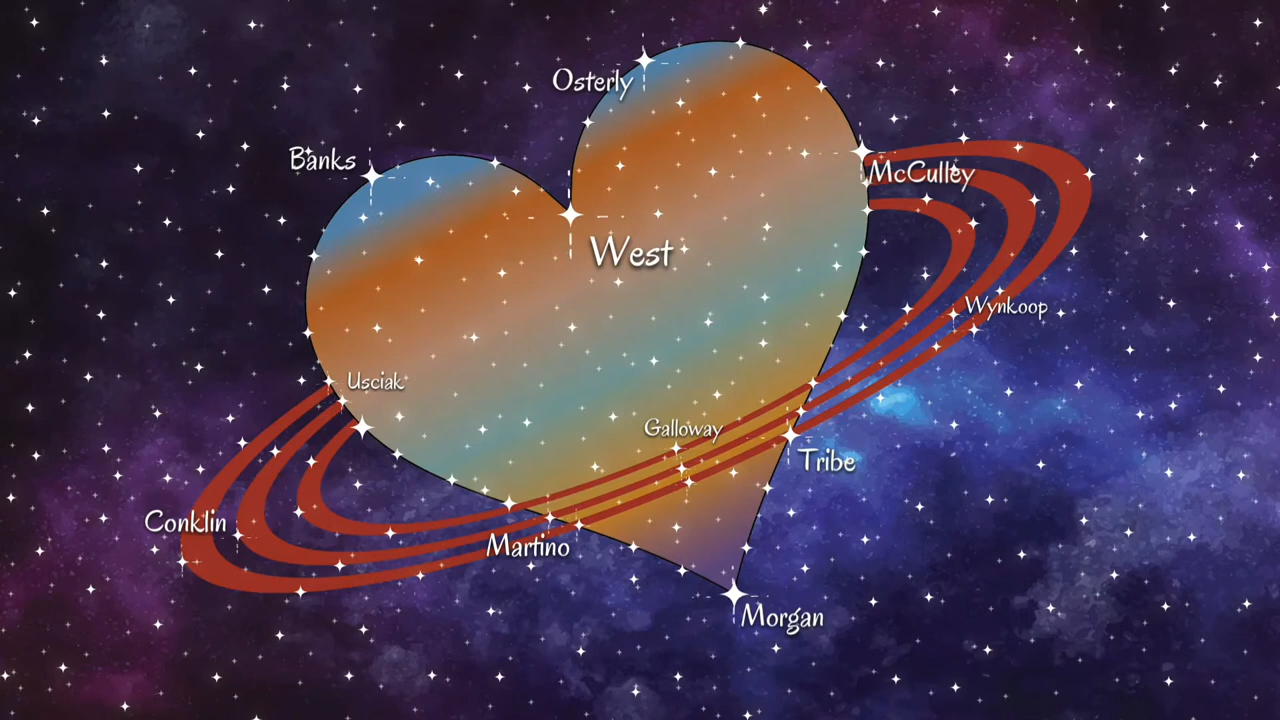 Osterly
Banks
McCulley
West
Wynkoop
Usciak
Galloway
Tribe
Conklin
Martino
Morgan